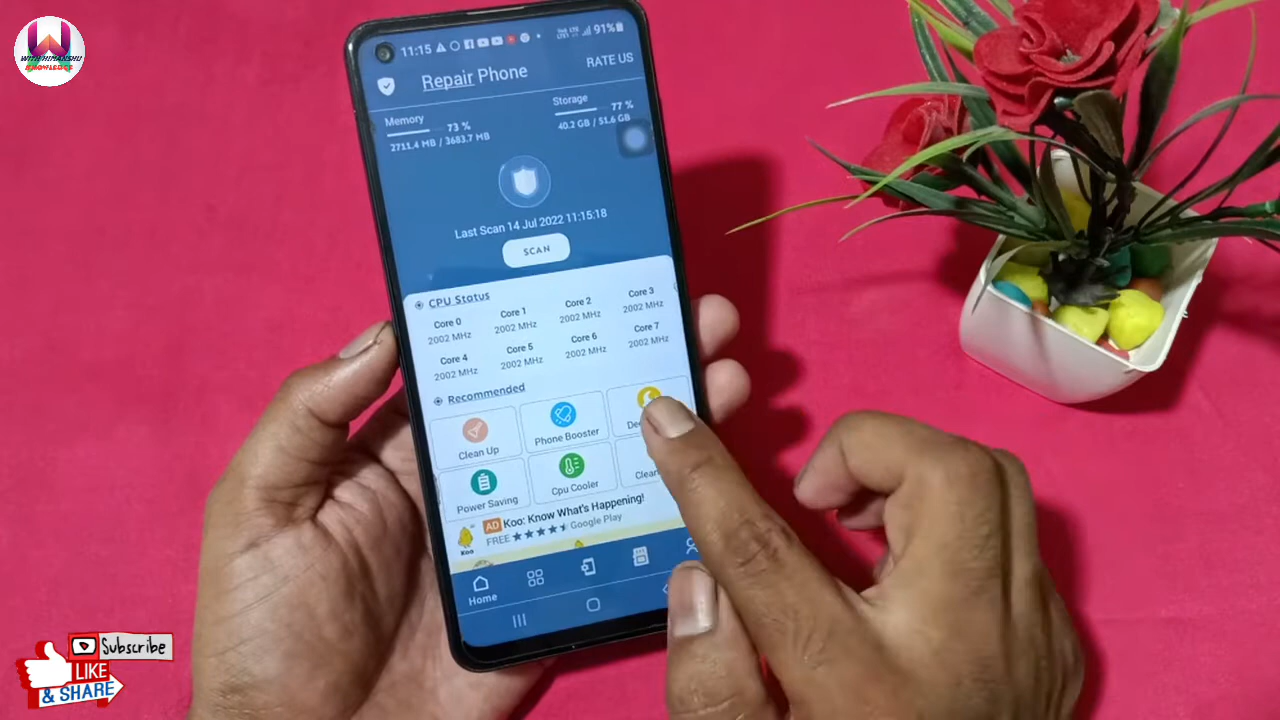 WITH HIMANSHU
KNOWLEDGE
11:15
91%
Repair Phone
RATE US
Memory
73 %
2711.4 MB / 3683.7 MB
Storage
77 %
40.2 GB / 51.6 GB
Last Scan 14 Jul 2022 11:15:18
SCAN
CPU Status
Core 0 Core 1 Core 2 Core 3
2002 MHz 2002 MHz 2002 MHz 2002 MHz
Core 4 Core 5 Core 6 Core 7
2002 MHz 2002 MHz 2002 MHz 2002 MHz
Recommended
Clean Up
Phone Booster
Power Saving
Cpu Cooler
AD Koo: Know What's Happening!
FREE ★★★★ Google Play
Koo
Home
Subscribe
LIKE
& SHARE